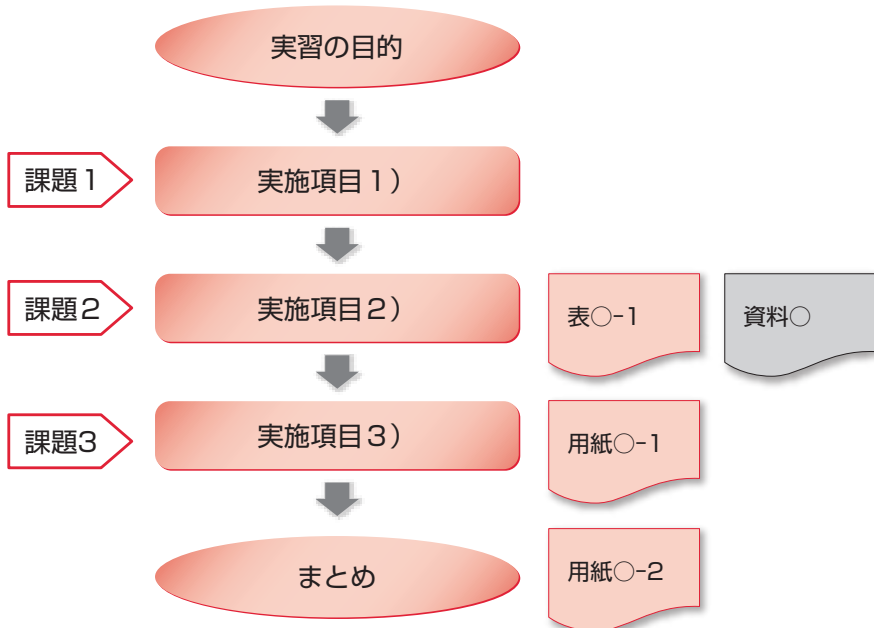 実習の目的
課題1
実施項目1)
課題2
実施項目2)
表○-1
資料○
課題3
実施項目3)
用紙○-1
まとめ
用紙○-2